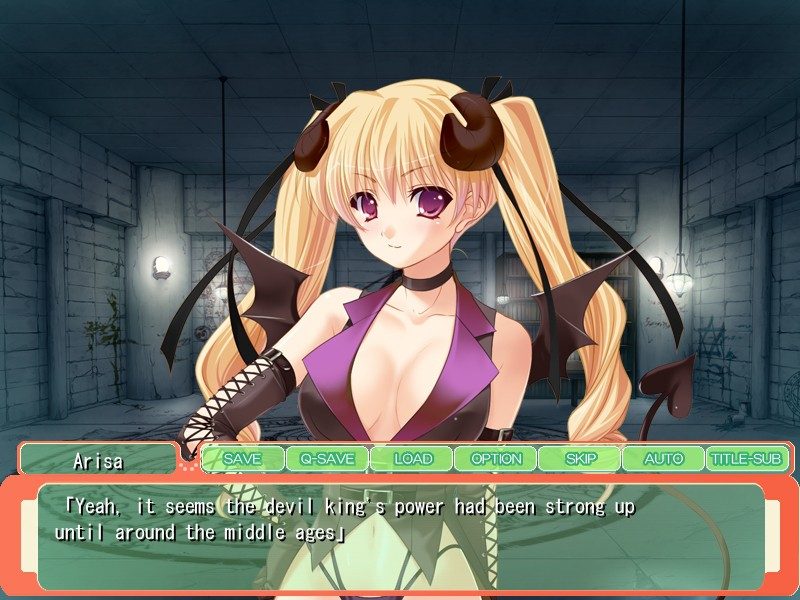 Arisa
SAVE
Q-SAVE
LOAD
OPTION
SKIP
AUTO
TITLE-SUB
「Yeah, it seems the devil king's power had been strong up
until around the middle ages」